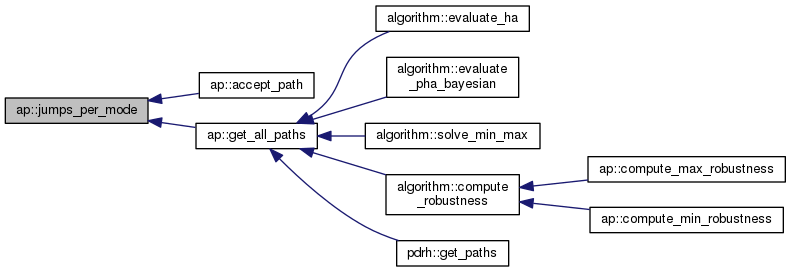 ap::jumps_per_mode
ap::accept_path
ap::get_all_paths
algorithm::evaluate_ha
algorithm::evaluate
_pha_bayesian
algorithm::solve_min_max
algorithm::compute
_robustness
pdrh::get_paths
ap::compute_max_robustness
ap::compute_min_robustness